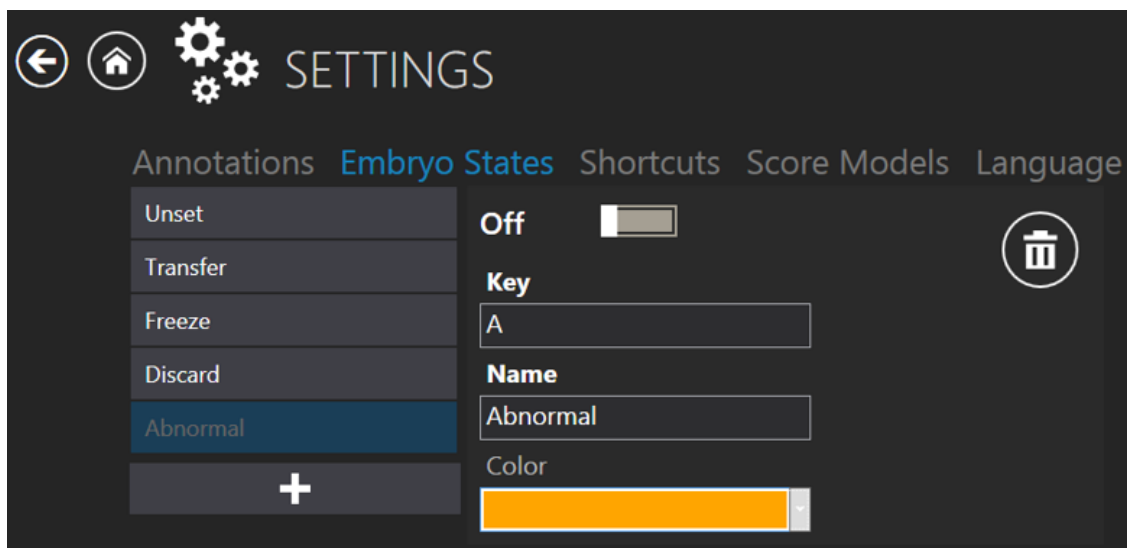 SETTINGS
Annotations Embryo States Shortcuts Score Models Language
Unset
Transfer
Freeze
Discard
Abnormal
Off
Key
A
Name
Abnormal
Color